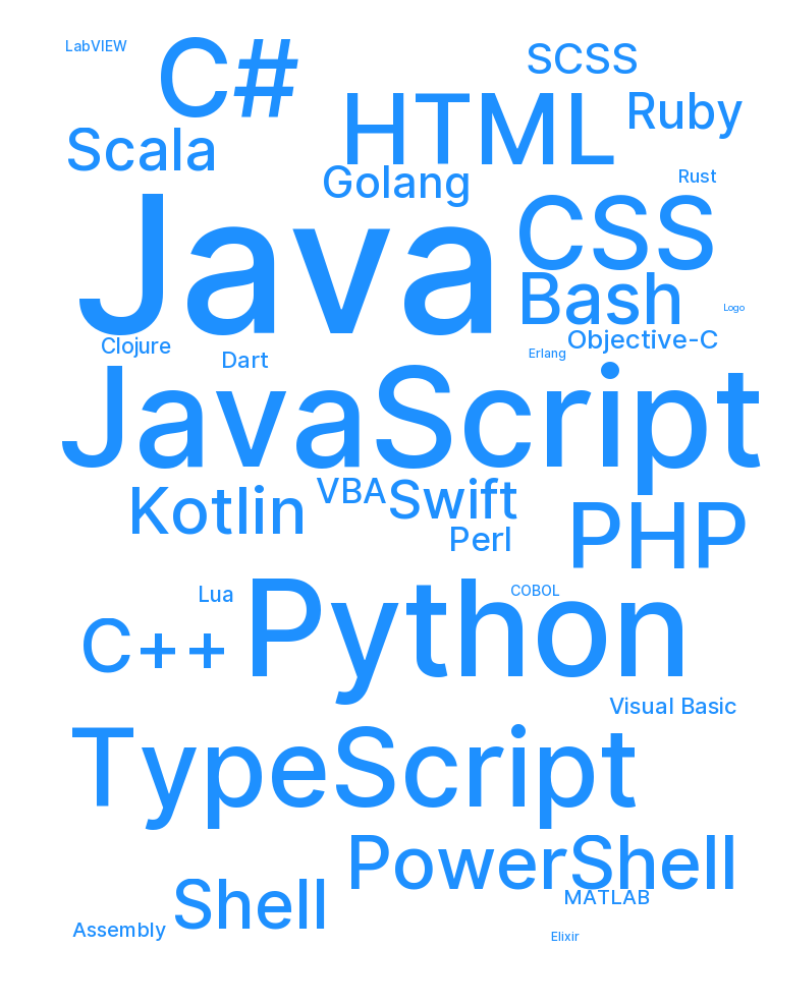 LabVIEW
C#
SCSS
HTML
Ruby
Scala
Golang
Rust
Java
CSS
Bash
Logo
Objective-C
Clojure
Dart
Erlang
JavaScript
Kotlin
VBA
Swift
Perl
PHP
Lua
Python
COBOL
C++
Visual Basic
TypeScript
PowerShell
MATLAB
Shell
Assembly
Elixir